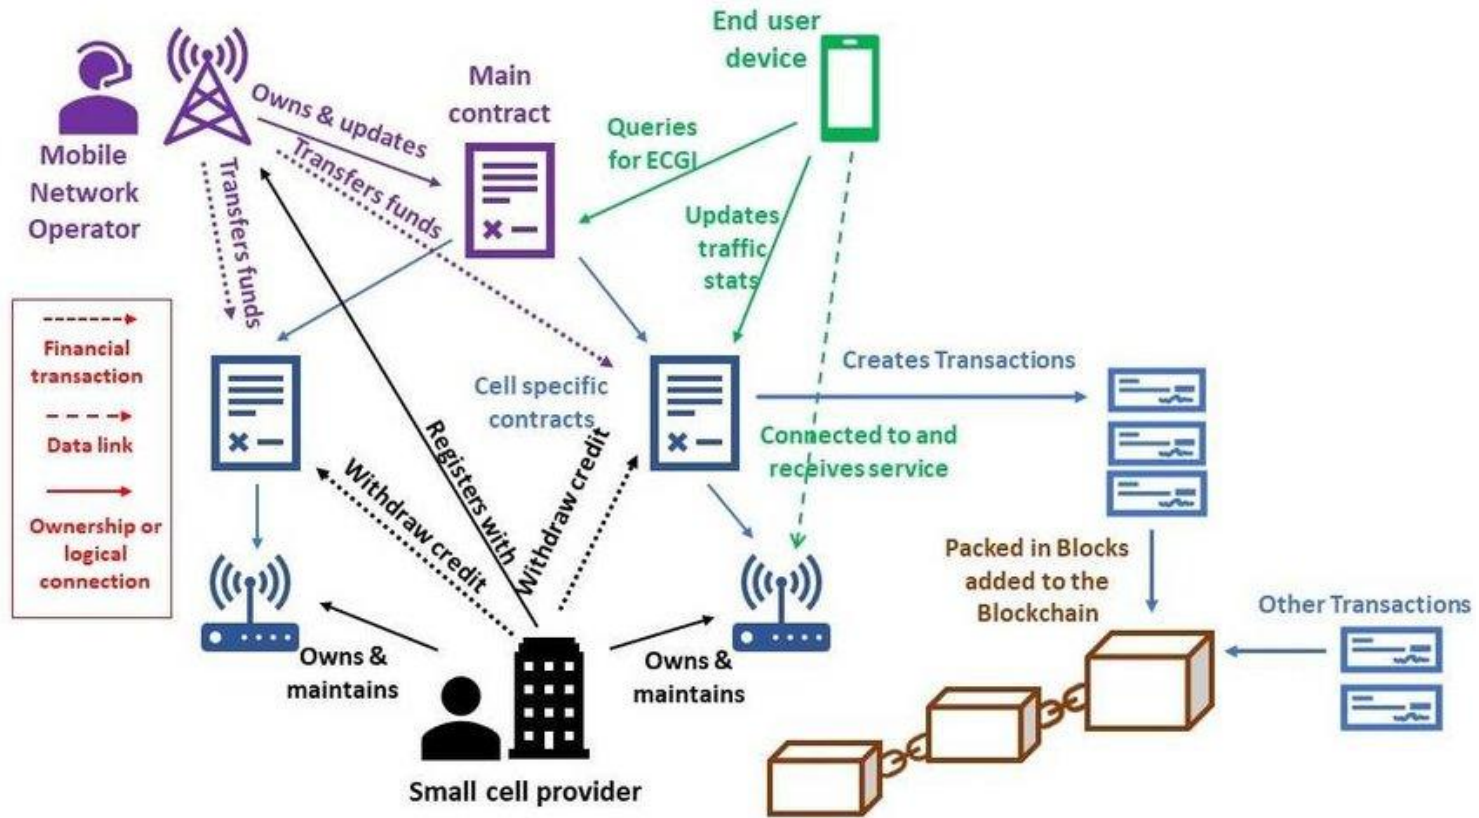 End user
device
Main
contract
Owns & updates
Queries
for ECGI
Mobile
Network
Operator
Transfers funds
Transfers funds
Updates
traffic
stats
Financial
transaction
Data link
Ownership or
logical
connection
Cell specific
contracts
Creates Transactions
Connected to and
receives service
Registers with
Withdraw credit
Withdraw credit
Packed in Blocks
added to the
Blockchain
Other Transactions
Owns &
maintains
Owns &
maintains
Small cell provider